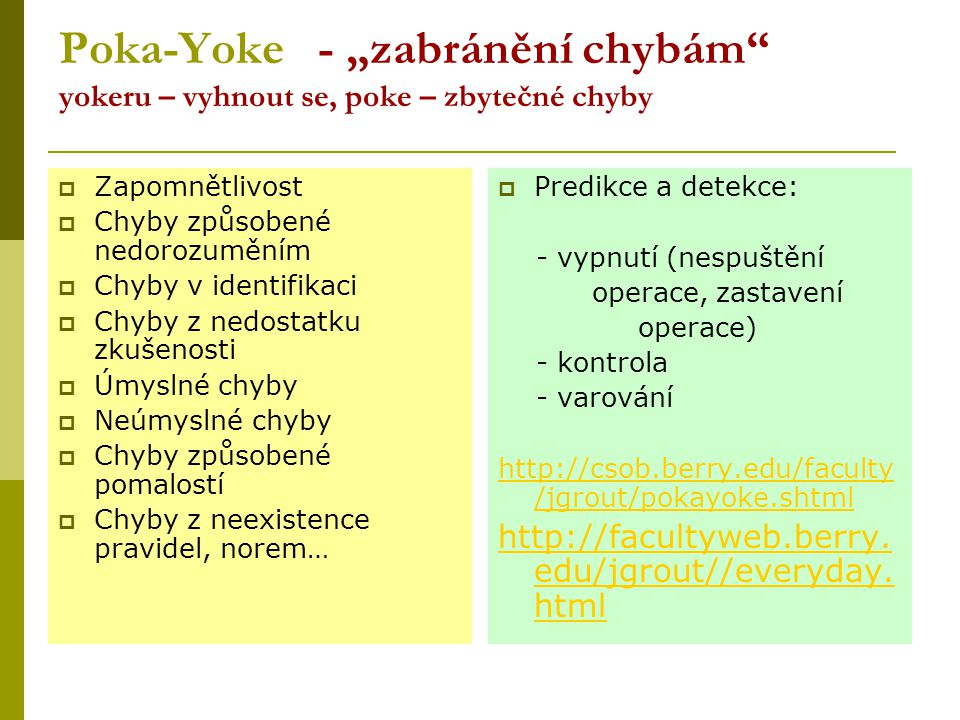 Poka-Yoke - „zabránění chybám“
yokeru – vyhnout se, poke – zbytečné chyby
Zapomnětlivost
Chyby způsobené
nedorozuměním
Chyby v identifikaci
Chyby z nedostatku
zkušenosti
Úmyslné chyby
Neúmyslné chyby
Chyby způsobené
pomalostí
Chyby z neexistence
pravidel, norem…
Predikce a detekce:
- vypnutí (nespuštění
operace, zastavení
operace)
- kontrola
- varování
http://csob.berry.edu/faculty
/jgrout/pokayoke.shtml
http://facultyweb.berry.
edu/jgrout//everyday.
html